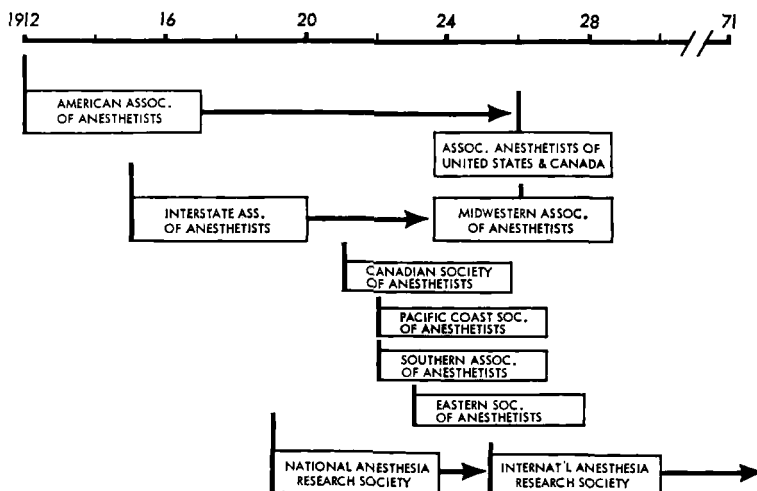 1912 16 20 24 28 71
AMERICAN ASSOC.
OF ANESTHETISTS
ASSOC. ANESTHETISTS OF
UNITED STATES & CANADA
INTERSTATE ASS.
OF ANESTHETISTS
MIDWESTERN ASSOC.
OF ANESTHETISTS
CANADIAN SOCIETY
OF ANESTHETISTS
PACIFIC COAST SOC.
OF ANESTHETISTS
SOUTHERN ASSOC.
OF ANESTHETISTS
EASTERN SOC.
OF ANESTHETISTS
NATIONAL ANESTHESIA
RESEARCH SOCIETY
INTERNAT'L ANESTHESIA
RESEARCH SOCIETY